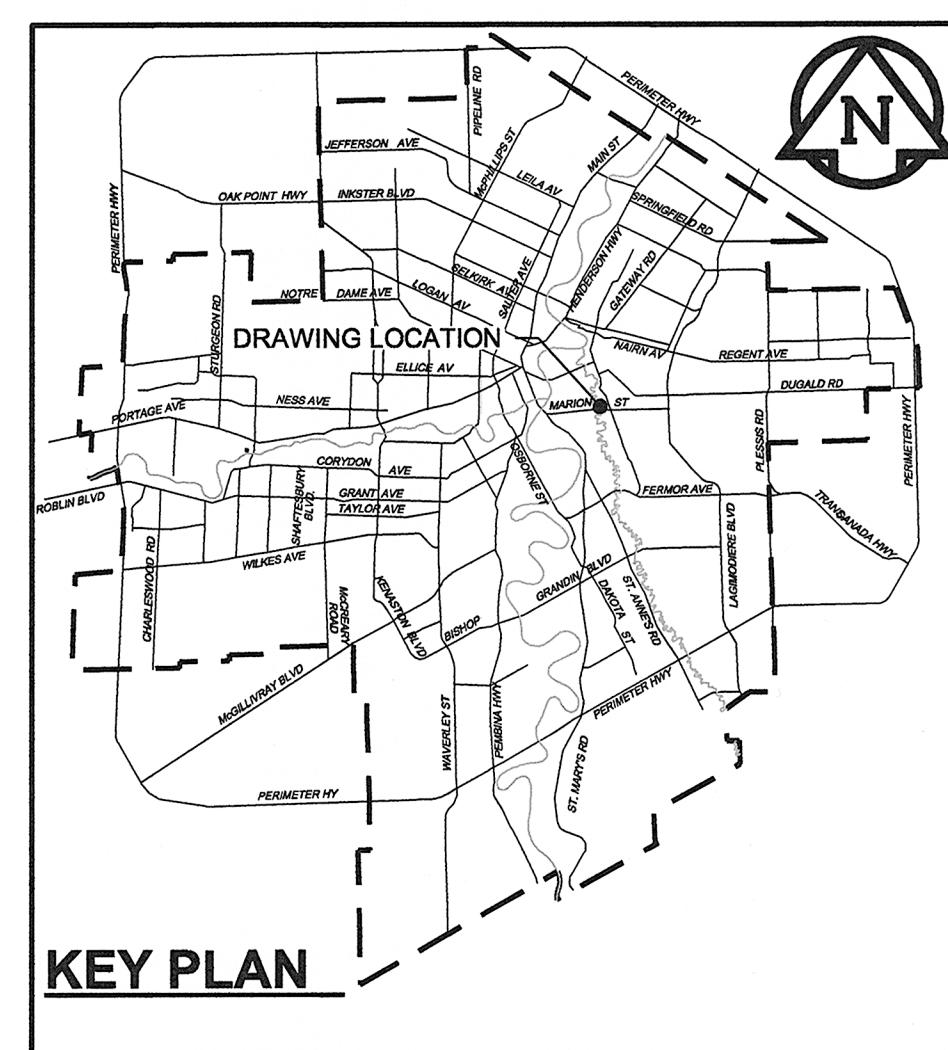 PERIMETER HWY
N
PIPELINE RD
McPHILLIPS ST
MAIN ST
JEFFERSON AVE
LEILA AV
SPRINGFIELD RD
OAK POINT HWY
INKSTER BLVD
PERIMETER HWY
HENDERSON HWY
GATEWAY RD
SELKIRK AV
SALTER AVE
LOGAN AV
NOTRE DAME AVE
STURGEON RD
DRAWING LOCATION
NAIRN AV
REGENT AVE
ELLICE AV
DUGALD RD
NESS AVE
MARION ST
PORTAGE AVE
PLESSIS RD
PERIMETER HWY
OSBORNE ST
CORYDON AVE
ROBLIN BLVD
SHAFTESBURY
BLVD.
GRANT AVE
TAYLOR AVE
FERMOR AVE
TRANSANADA HWY
LAGIMODIERE BLVD
CHARLESWOOD RD
WILKES AVE
McCREARY
ROAD
KENASTON BLVD
BISHOP GRANDIN BLVD
DAKOTA ST
ST. ANNE'S RD
McGILLIVRAY BLVD
WAVERLEY ST
PEMBINA HWY
PERIMETER HWY
ST. MARY'S RD
PERIMETER HY
KEY PLAN